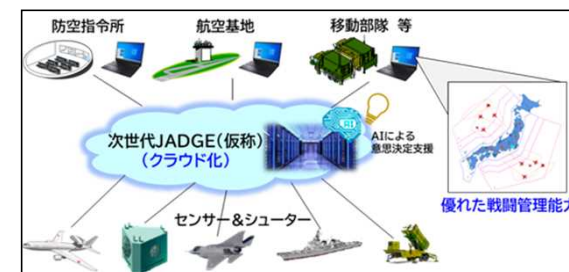 防空指令所
航空基地
移動部隊 等
次世代JADGE(仮称)
(クラウド化)
AI
AIによる
意思決定支援
優れた戦闘管理能力
センサー&シューター